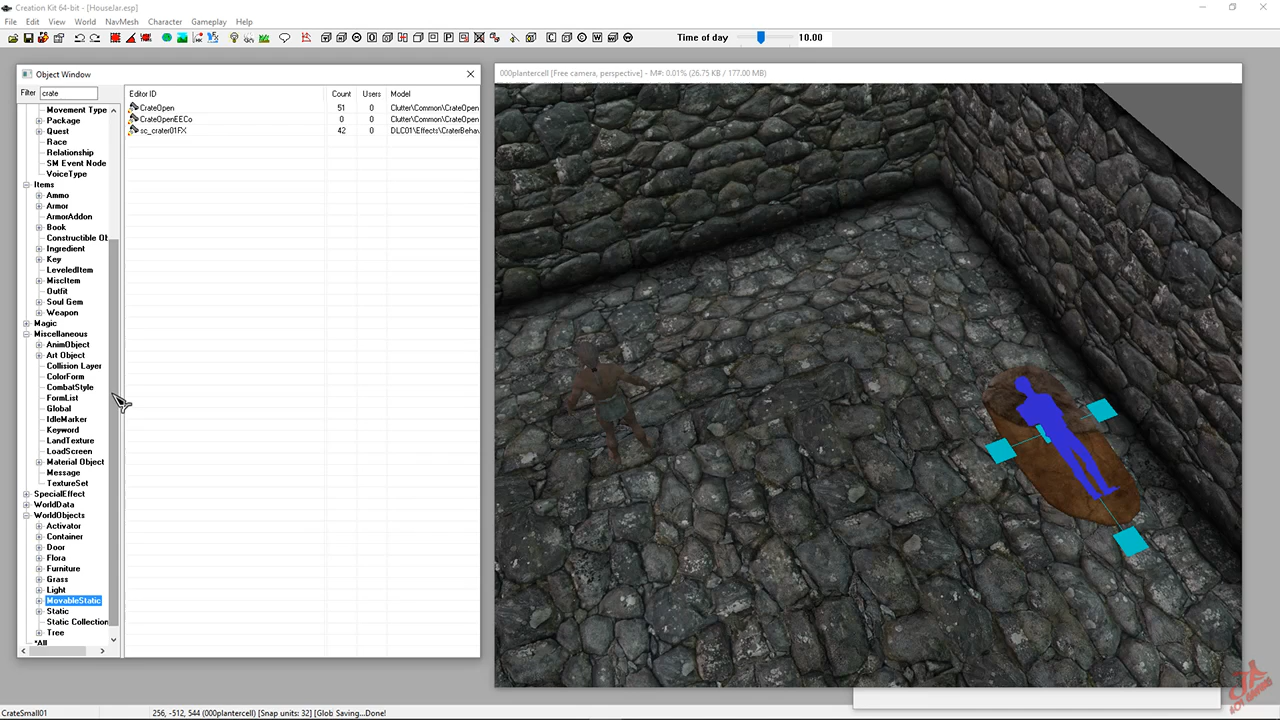 Creation Kit 64-bit - [HouseJar.esp]
File Edit View World NavMesh Character Gameplay Help
Time of day 10.00
Object Window
000plantercell [Free camera, perspective] - M#: 0.01% (26.75 KB / 177.00 MB)
Filter crate
Editor ID Count Users Model
CrateOpen 51 0 Clutter\Common\CrateOpen
CrateOpenEECo 0 0 Clutter\Common\CrateOpen
sc_crater01FX 42 0 DLC01\Effects\CraterBehav
Movement Type
Package
Quest
Race
Relationship
SM Event Node
VoiceType
Items
Ammo
Armor
ArmorAddon
Book
Constructible Ob
Ingredient
Key
LeveledItem
MiscItem
Outfit
Soul Gem
Weapon
Magic
Miscellaneous
AnimObject
Art Object
Collision Layer
ColorForm
CombatStyle
FormList
Global
IdleMarker
Keyword
LandTexture
LoadScreen
Material Object
Message
TextureSet
SpecialEffect
WorldData
WorldObjects
Activator
Container
Door
Flora
Furniture
Grass
Light
MovableStatic
Static
Static Collection
Tree
*All
CrateSmall01 256, -512, 544 (000plantercell) [Snap units: 32] [Glob Saving...Done!